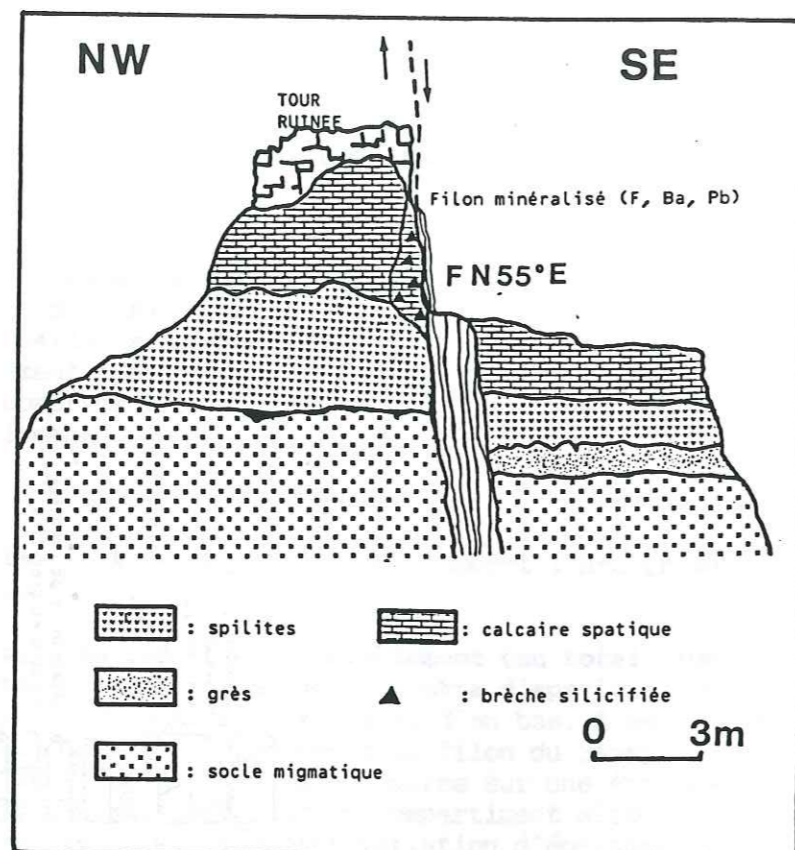 NW
SE
TOUR
RUINEE
Filon minéralisé (F, Ba, Pb)
F N55°E
: spilites
: calcaire spatique
: grès
: brèche silicifiée
: socle migmatique
0 3m